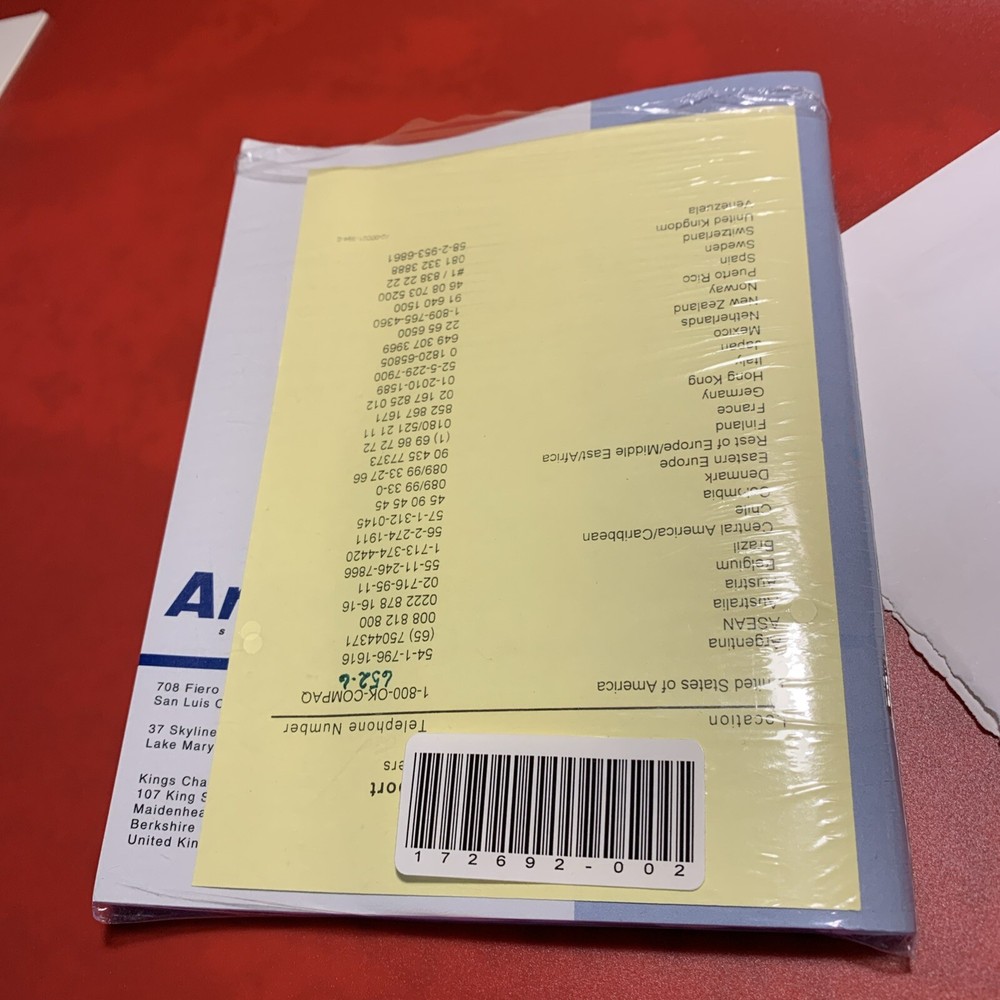 port
ers
Location Telephone Number
United States of America 1-800-OK-COMPAQ
652-6
Argentina 54-1-796-1616
ASEAN (65) 75044371
Australia 008 812 800
Austria 0222 878 16-16
Belgium 02-716-95-11
Brazil 55-11-246-7866
Central America/Caribbean 1-713-374-4420
Chile 56-2-274-1911
Colombia 57-1-312-0145
Denmark 45 90 45 45
Eastern Europe 089/99 33-0
Rest of Europe/Middle East/Africa 089/99 33-27 66
Finland 90 435 77373
France (1) 69 86 72 72
Germany 0180/521 21 11
Hong Kong 852 867 1671
Italy 02 167 825 012
Japan 01-2010-1589
Mexico 52-5-229-7900
Netherlands 0 1820-65805
New Zealand 649 307 3969
Norway 22 65 6500
Puerto Rico 1-809-765-4360
Spain 91 640 1500
Sweden 46 08 703 5200
Switzerland #1 / 838 22 22
United Kingdom 081 332 3888
Venezuela 58-2-953-6861
172692-002
Ar
S
708 Fiero
San Luis O
37 Skyline
Lake Mary
Kings Cha
107 King S
Maidenhea
Berkshire
United Kin